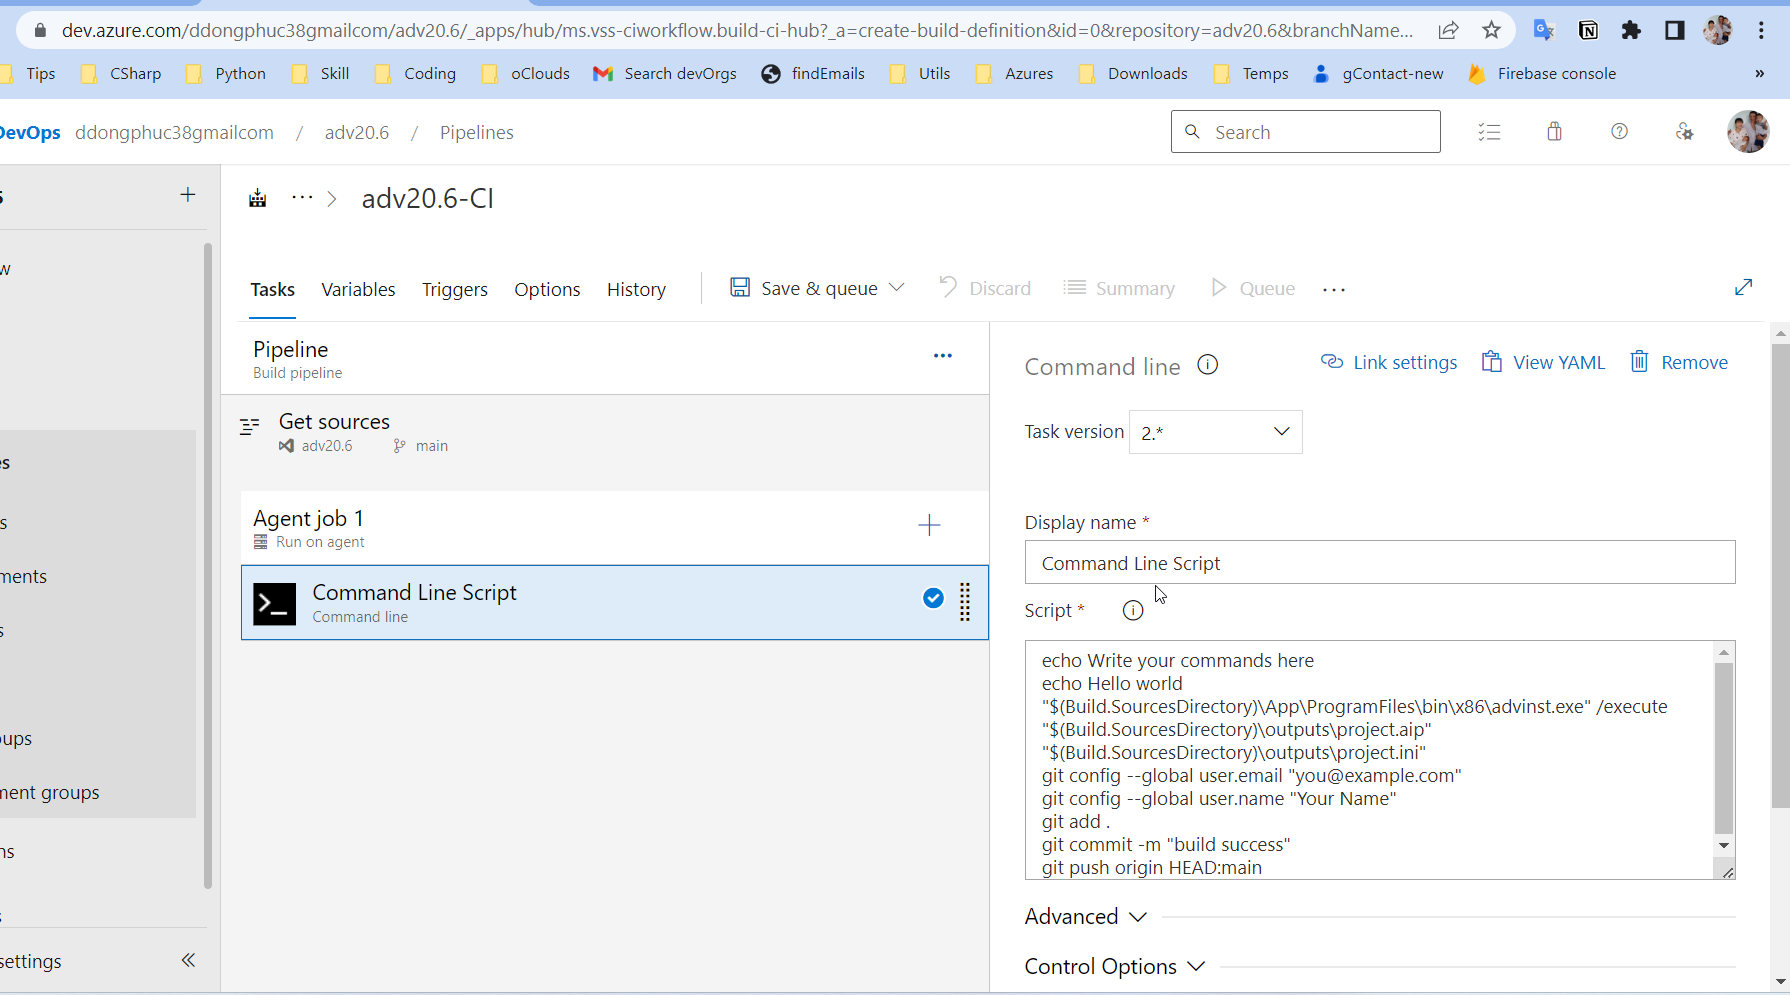 dev.azure.com/ddongphuc38gmailcom/adv20.6/_apps/hub/ms.vss-ciworkflow.build-ci-hub?_a=create-build-definition&id=0&repository=adv20.6&branchName...
Tips CSharp Python Skill Coding oClouds Search devOrgs findEmails Utils Azures Downloads Temps gContact-new Firebase console »
DevOps ddongphuc38gmailcom / adv20.6 / Pipelines Search
... > adv20.6-CI
Tasks Variables Triggers Options History Save & queue Discard Summary Queue ...
Pipeline
Build pipeline
Get sources
adv20.6 main
Agent job 1
Run on agent
Command Line Script
Command line
w
es
s
ments
s
oups
ment groups
ns
s
settings
Command line Link settings View YAML Remove
Task version 2.*
Display name *
Command Line Script
Script *
echo Write your commands here
echo Hello world
"$(Build.SourcesDirectory)\App\ProgramFiles\bin\x86\advinst.exe" /execute
"$(Build.SourcesDirectory)\outputs\project.aip"
"$(Build.SourcesDirectory)\outputs\project.ini"
git config --global user.email "you@example.com"
git config --global user.name "Your Name"
git add .
git commit -m "build success"
git push origin HEAD:main
Advanced
Control Options